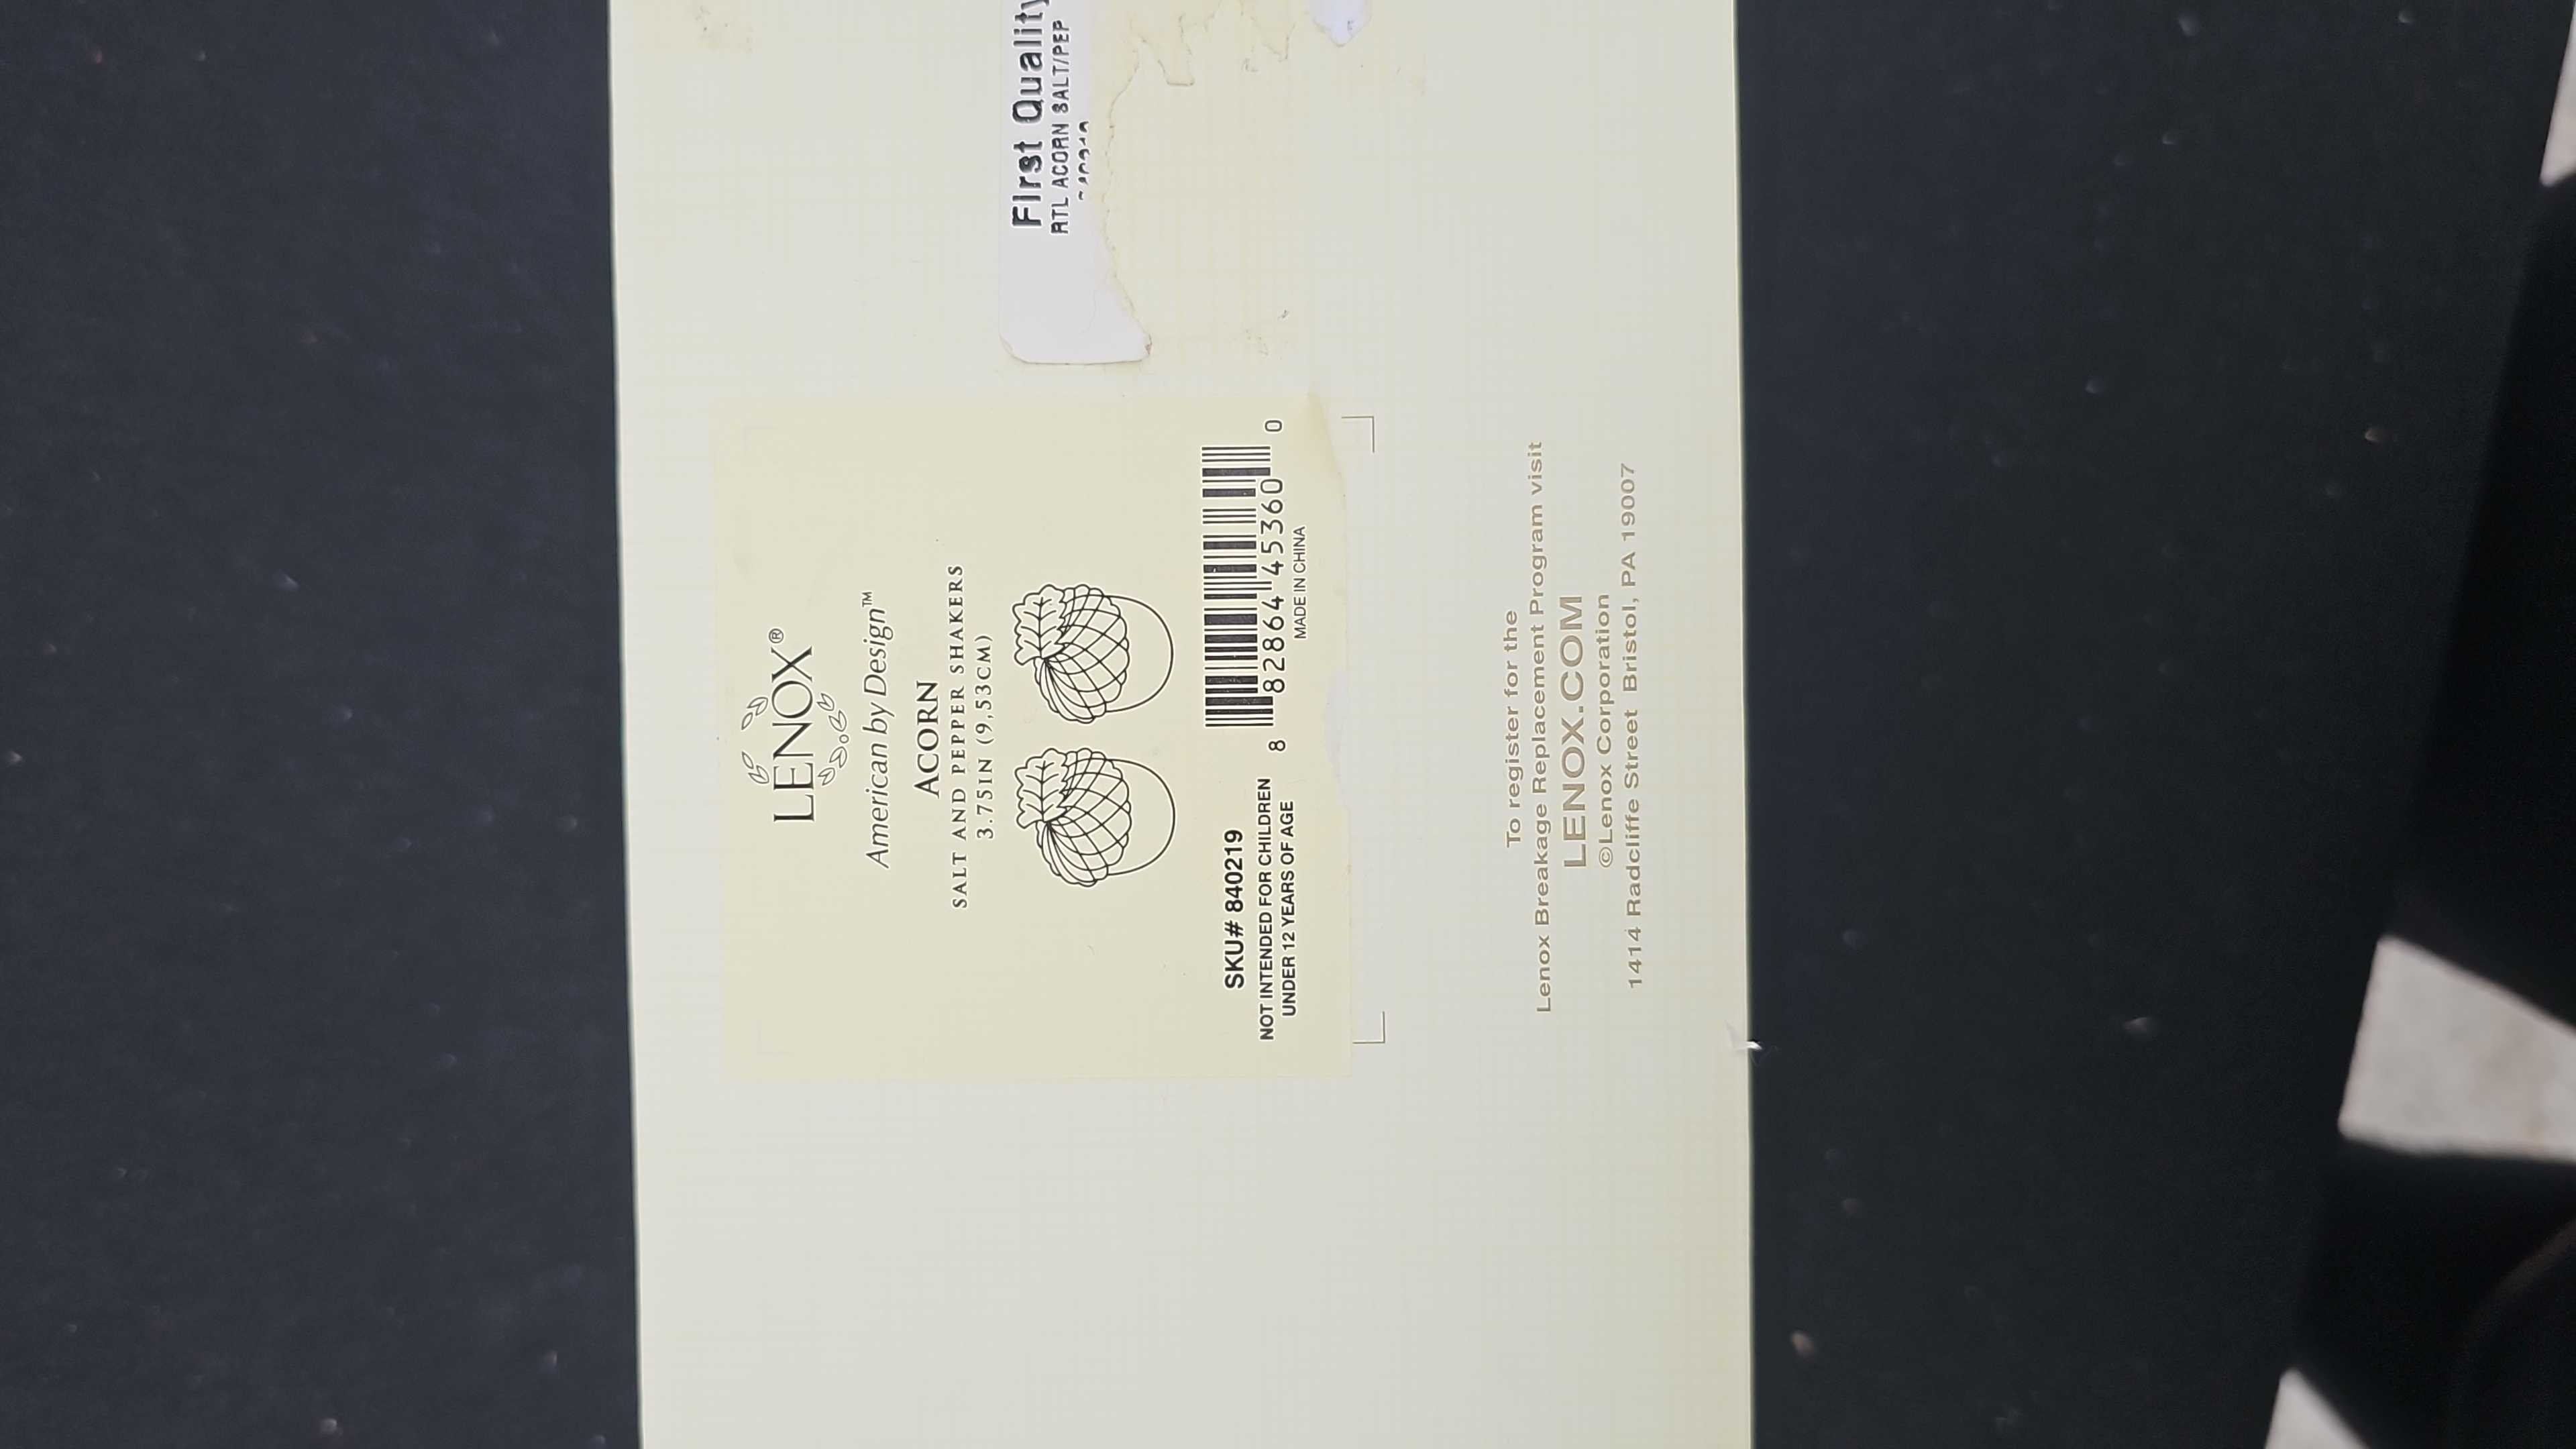 LENOX®
American by Design™
ACORN
SALT AND PEPPER SHAKERS
3.75IN (9,53CM)
SKU# 840219
NOT INTENDED FOR CHILDREN
UNDER 12 YEARS OF AGE
8 82864 45360 0
MADE IN CHINA
First Quality
RTL ACORN SALT/PEP
To register for the
Lenox Breakage Replacement Program visit
LENOX.COM
©Lenox Corporation
1414 Radcliffe Street Bristol, PA 19007